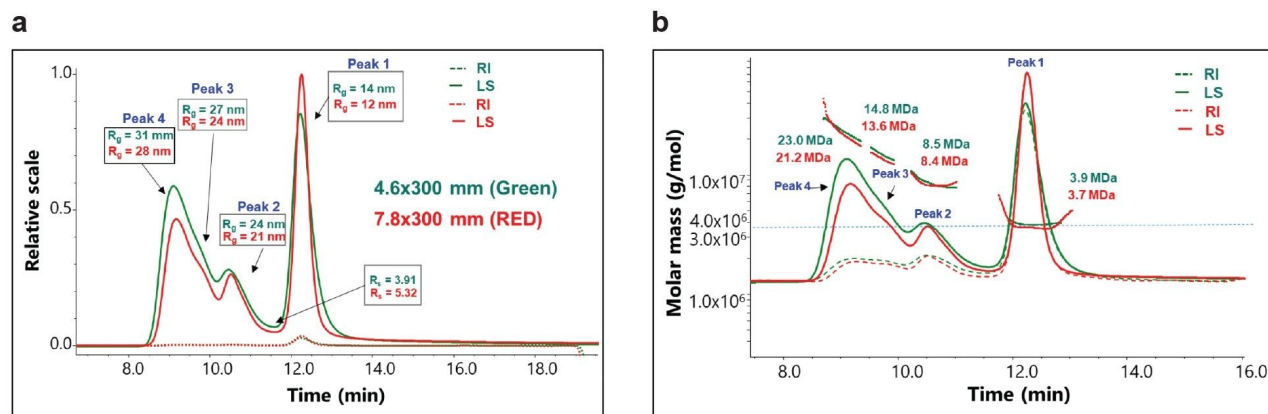 a
Relative scale
1.0
0.5
0.0
8.0
10.0
12.0
14.0
16.0
18.0
Time (min)
Peak 4
Rg = 31 nm
Rg = 28 nm
Peak 3
Rg = 27 nm
Rg = 24 nm
Peak 2
Rg = 24 nm
Rg = 21 nm
Peak 1
Rg = 14 nm
Rg = 12 nm
Rs = 3.91
Rs = 5.32
4.6x300 mm (Green)
7.8x300 mm (RED)
RI
LS
RI
LS
b
Molar mass (g/mol)
1.0x10⁷
4.0x10⁶
3.0x10⁶
1.0x10⁶
8.0
10.0
12.0
14.0
16.0
Time (min)
23.0 MDa
21.2 MDa
14.8 MDa
13.6 MDa
8.5 MDa
8.4 MDa
3.9 MDa
3.7 MDa
Peak 4
Peak 3
Peak 2
Peak 1
RI
LS
RI
LS